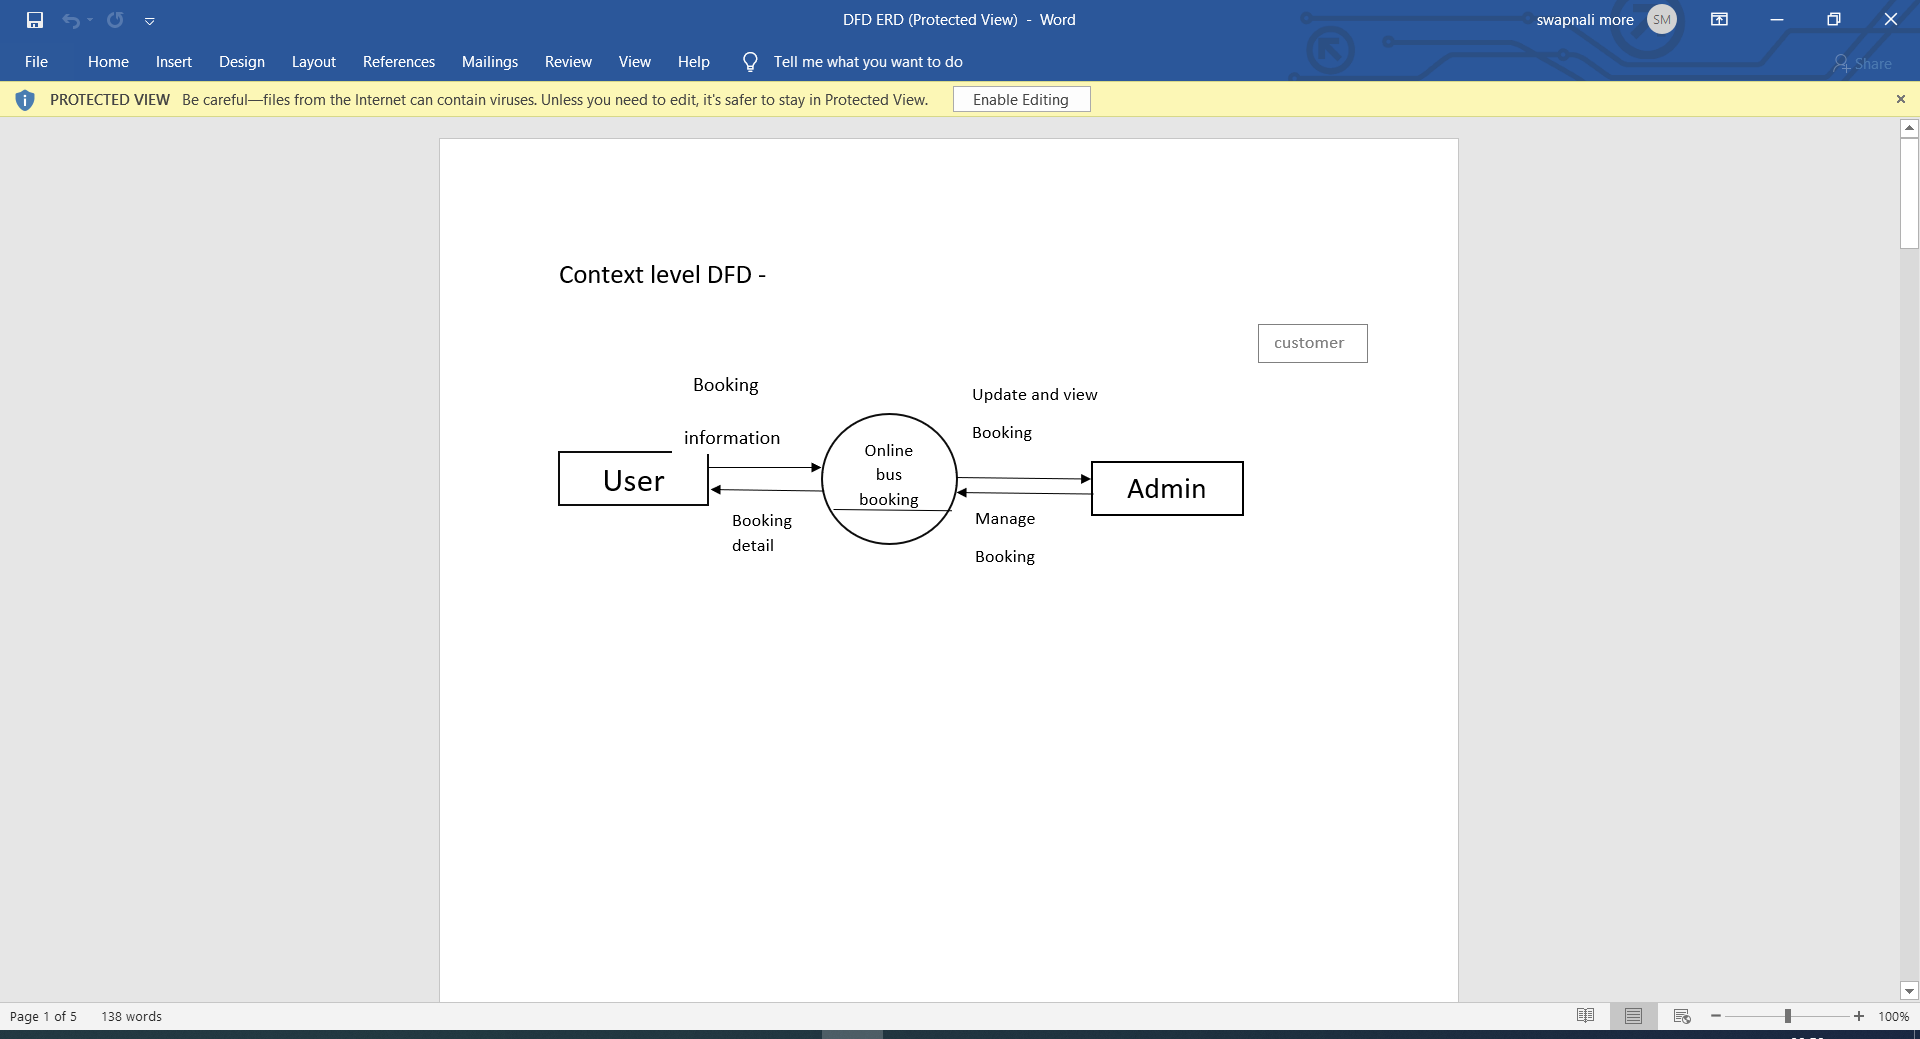 DFD ERD (Protected View) - Word
swapnali more
SM
File Home Insert Design Layout References Mailings Review View Help Tell me what you want to do
Share
PROTECTED VIEW Be careful—files from the Internet can contain viruses. Unless you need to edit, it's safer to stay in Protected View. Enable Editing
Context level DFD -
customer
Booking
information
Update and view
Booking
User
Online
bus
booking
Admin
Booking
detail
Manage
Booking
Page 1 of 5 138 words
100%